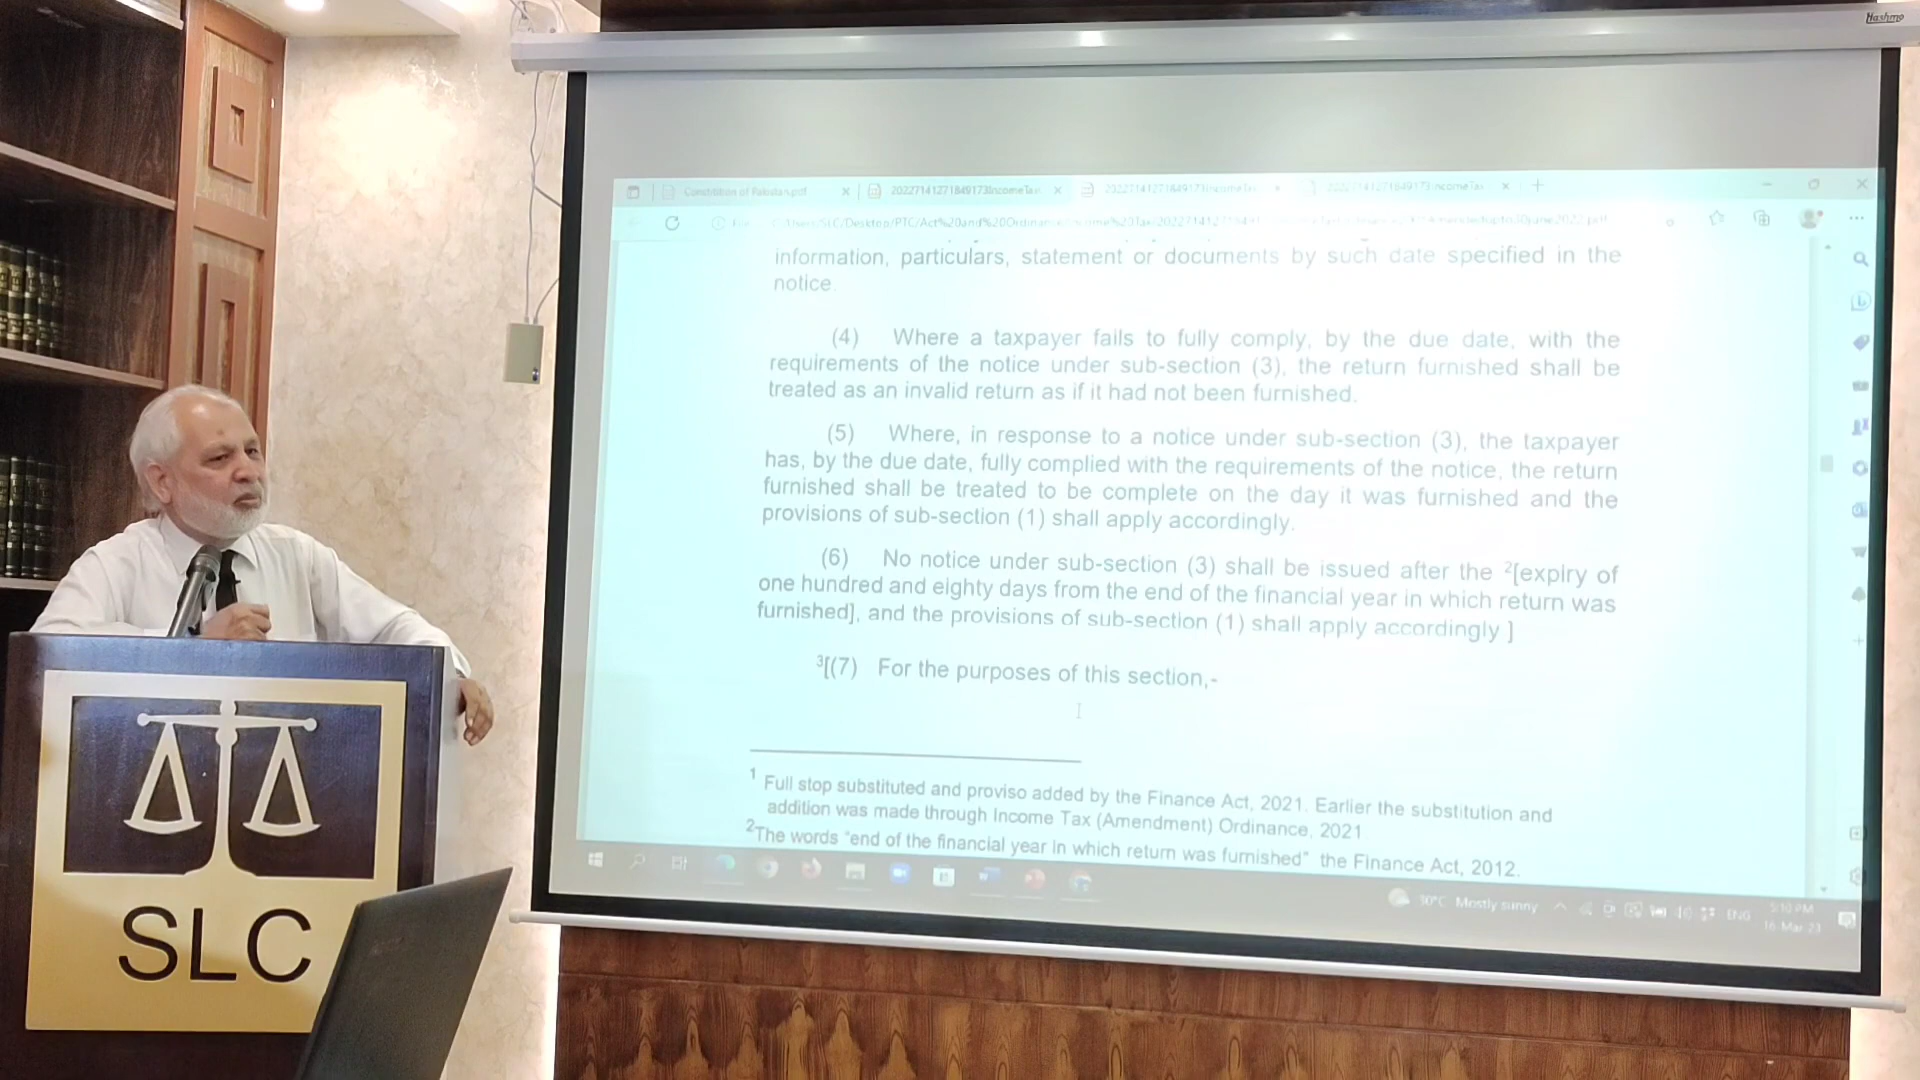 Hashmo
Constitution of Pakistan.pdf
20227141271849173IncomeTax
20227141271849173IncomeTax
20227141271849173IncomeTax
information, particulars, statement or documents by such date specified in the
notice.
(4) Where a taxpayer fails to fully comply, by the due date, with the
requirements of the notice under sub-section (3), the return furnished shall be
treated as an invalid return as if it had not been furnished.
(5) Where, in response to a notice under sub-section (3), the taxpayer
has, by the due date, fully complied with the requirements of the notice, the return
furnished shall be treated to be complete on the day it was furnished and the
provisions of sub-section (1) shall apply accordingly.
(6) No notice under sub-section (3) shall be issued after the 2[expiry of
one hundred and eighty days from the end of the financial year in which return was
furnished], and the provisions of sub-section (1) shall apply accordingly ]
3[(7) For the purposes of this section,-
1 Full stop substituted and proviso added by the Finance Act, 2021. Earlier the substitution and
addition was made through Income Tax (Amendment) Ordinance, 2021
2The words "end of the financial year in which return was furnished" the Finance Act, 2012.
30°C Mostly sunny
ENG
5:10 PM
16 Mar 23
SLC